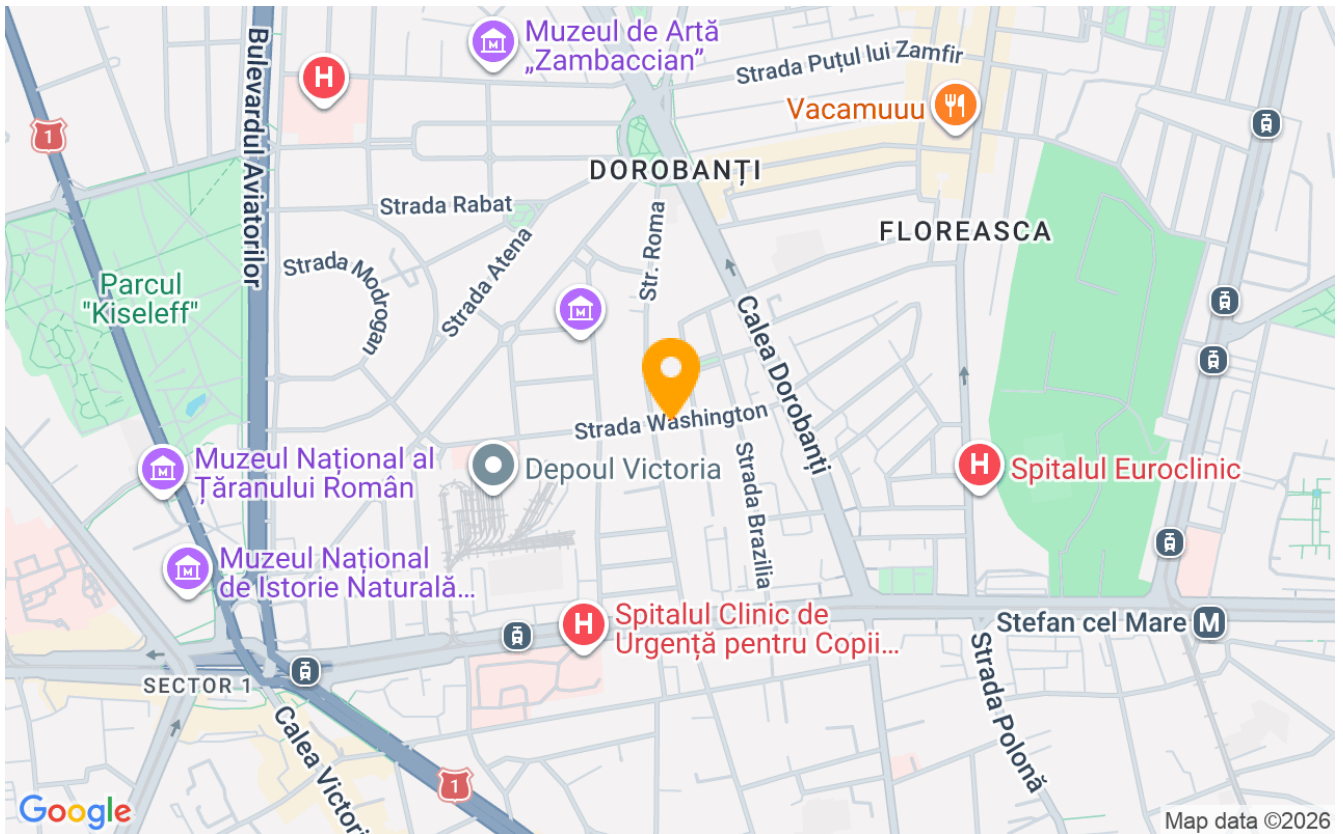 Muzeul de Artă
„Zambaccian”
Strada Puțul lui Zamfir
Bulevardul Aviatorilor
H
Vacamuuu
1
DOROBANȚI
Strada Rabat
Str. Roma
FLOREASCA
Strada Atena
Strada Modrogan
Parcul
"Kiseleff"
Calea Dorobanți
Strada Washington
Muzeul Național al
Țăranului Român
Depoul Victoria
Strada Brazilia
H
Spitalul Euroclinic
Muzeul Național
de Istorie Naturală...
H
Spitalul Clinic de
Urgență pentru Copii...
Stefan cel Mare M
SECTOR 1
Strada Polonă
Calea Victori
1
Google
Map data ©2026